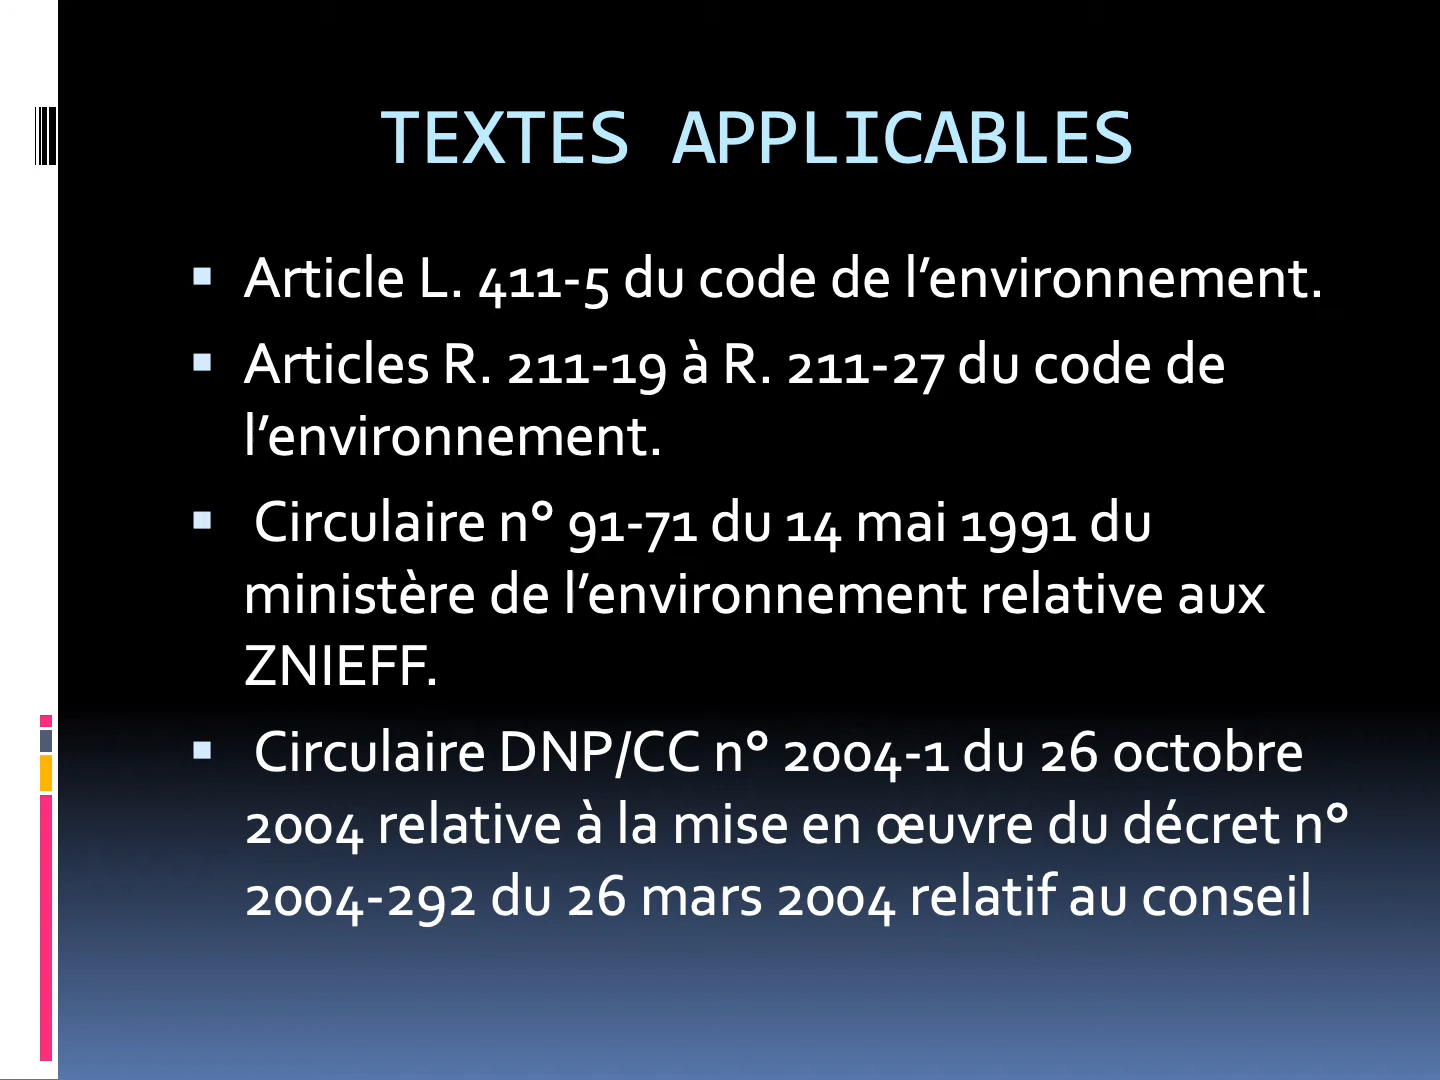 TEXTES APPLICABLES
▪ Article L. 411-5 du code de l’environnement.
▪ Articles R. 211-19 à R. 211-27 du code de
l’environnement.
▪ Circulaire n° 91-71 du 14 mai 1991 du
ministère de l’environnement relative aux
ZNIEFF.
▪ Circulaire DNP/CC n° 2004-1 du 26 octobre
2004 relative à la mise en œuvre du décret n°
2004-292 du 26 mars 2004 relatif au conseil